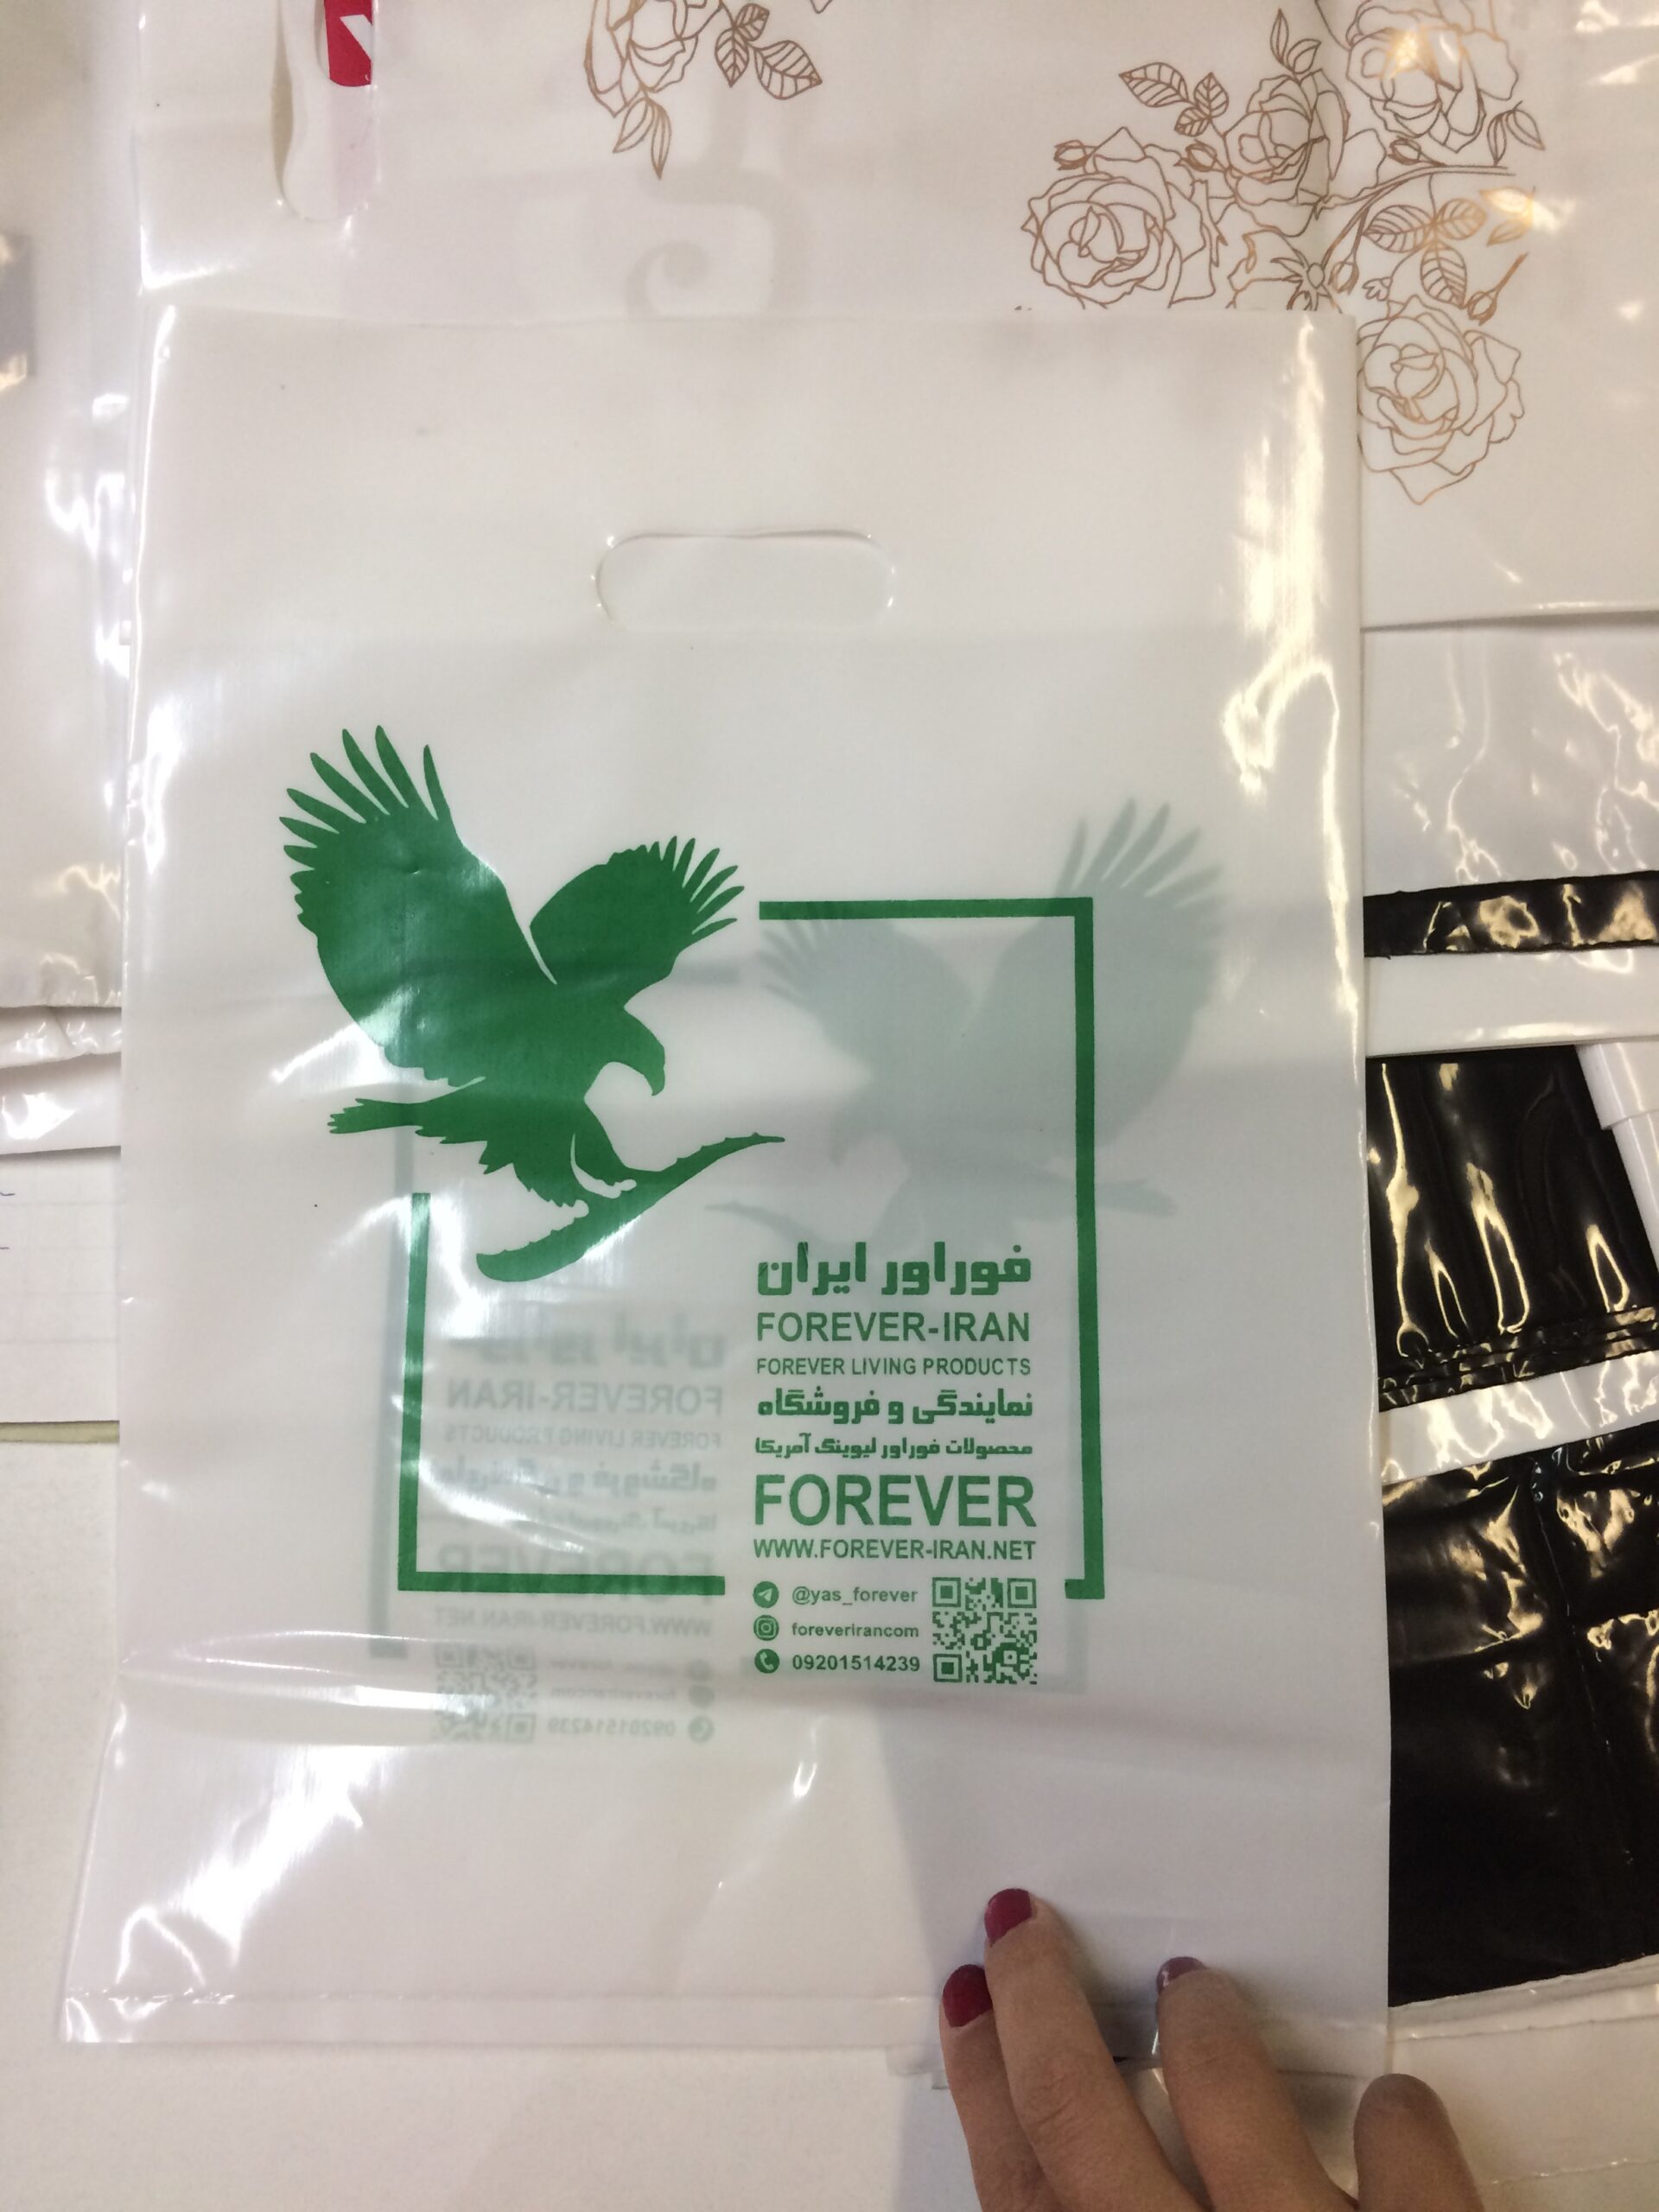 فوراور ایران
FOREVER-IRAN
FOREVER LIVING PRODUCTS
نمایندگی و فروشگاه
محصولات فوراور لیوینگ آمریکا
FOREVER
WWW.FOREVER-IRAN.NET
@yas_forever
foreverirancom
09201514239